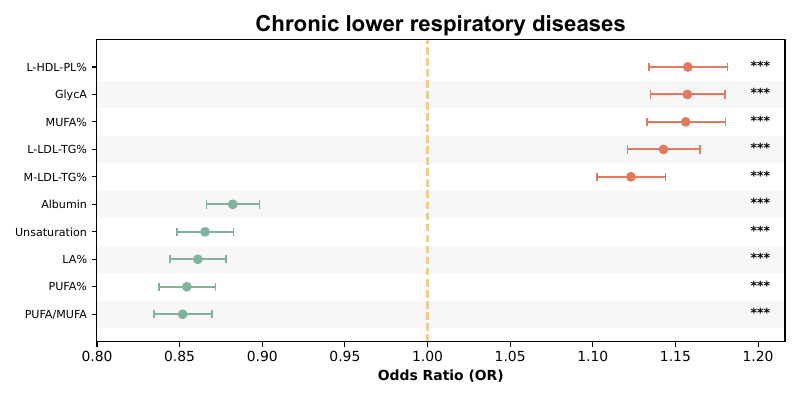 Chronic lower respiratory diseases
L-HDL-PL% ***
GlycA ***
MUFA% ***
L-LDL-TG% ***
M-LDL-TG% ***
Albumin ***
Unsaturation ***
LA% ***
PUFA% ***
PUFA/MUFA ***
0.80 0.85 0.90 0.95 1.00 1.05 1.10 1.15 1.20
Odds Ratio (OR)